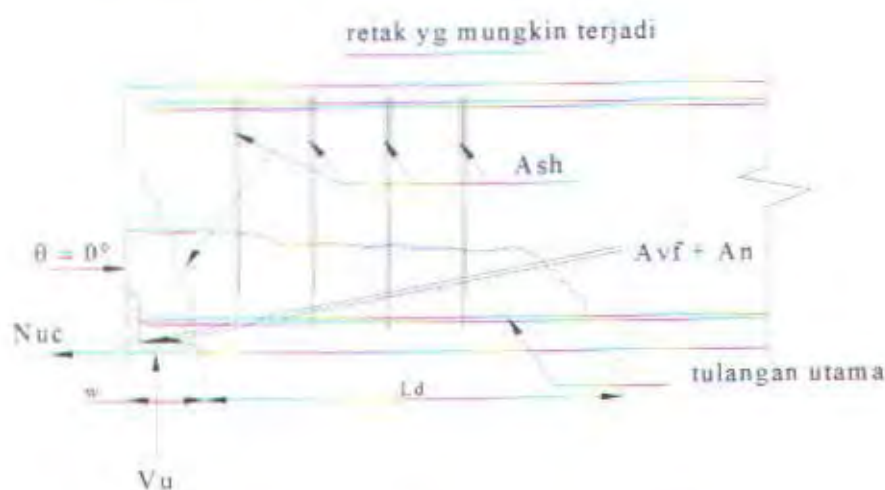 retak yg mungkin terjadi
Ash
θ = 0°
Avf + An
Nuc
tulangan utama
w
Ld
Vu